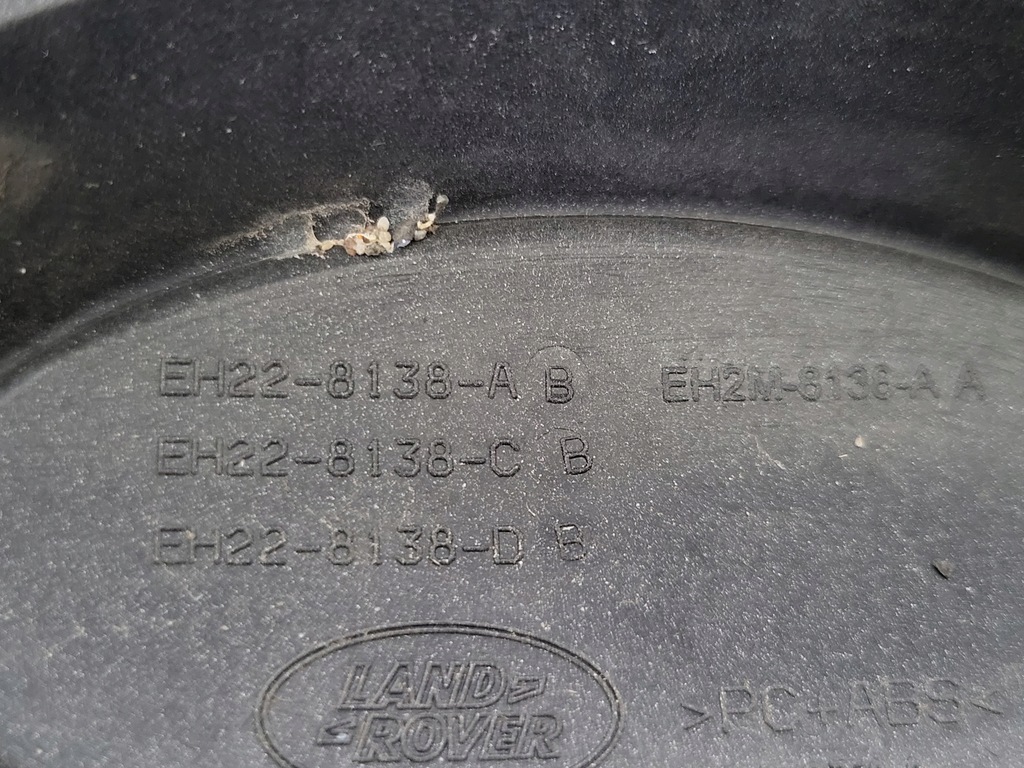 EH22-8138-A B EH2M-8138-A A
EH22-8138-C B
EH22-8138-D B
LAND
ROVER
>PC+ABS<